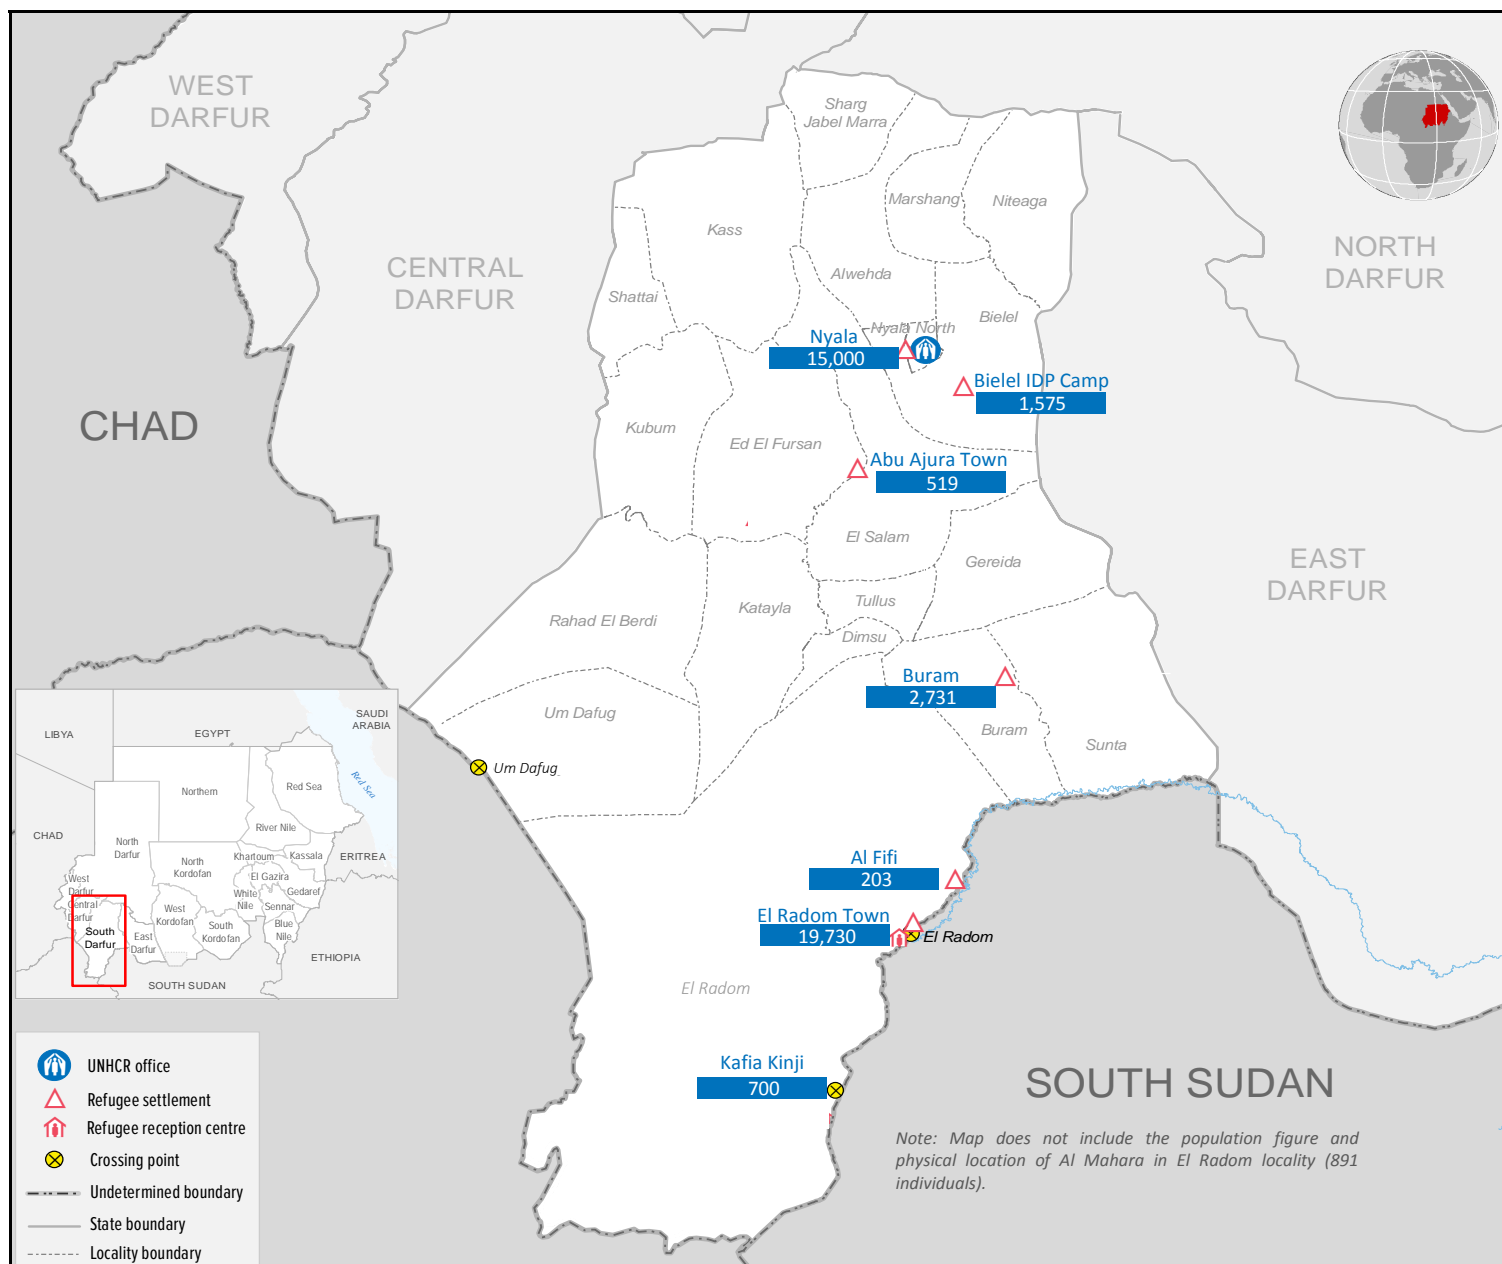 WEST
DARFUR
Sharg
Jabel Marra
Marshang
Niteaga
Kass
NORTH
DARFUR
CENTRAL
DARFUR
Alwehda
Shattai
Bielel
Nyala North
Nyala
15,000
Bielel IDP Camp
1,575
CHAD
Kubum
Ed El Fursan
Abu Ajura Town
519
El Salam
Gereida
EAST
DARFUR
Tullus
Katayla
Rahad El Berdi
Dimsu
Buram
2,731
Um Dafug
Buram
Sunta
Um Dafug
Al Fifi
203
El Radom Town
19,730
El Radom
El Radom
Kafia Kinji
700
SOUTH SUDAN
Note: Map does not include the population figure and
physical location of Al Mahara in El Radom locality (891
individuals).
SAUDI
ARABIA
LIBYA
EGYPT
Red Sea
Northern
Red Sea
River Nile
CHAD
North
Darfur
Khartoum
Kassala
ERITREA
North
Kordofan
El Gazira
West
Darfur
White
Nile
Gedaref
Sennar
Central
Darfur
West
Kordofan
South
Kordofan
Blue
Nile
South
Darfur
East
Darfur
ETHIOPIA
SOUTH SUDAN
UNHCR office
Refugee settlement
Refugee reception centre
Crossing point
Undetermined boundary
State boundary
Locality boundary